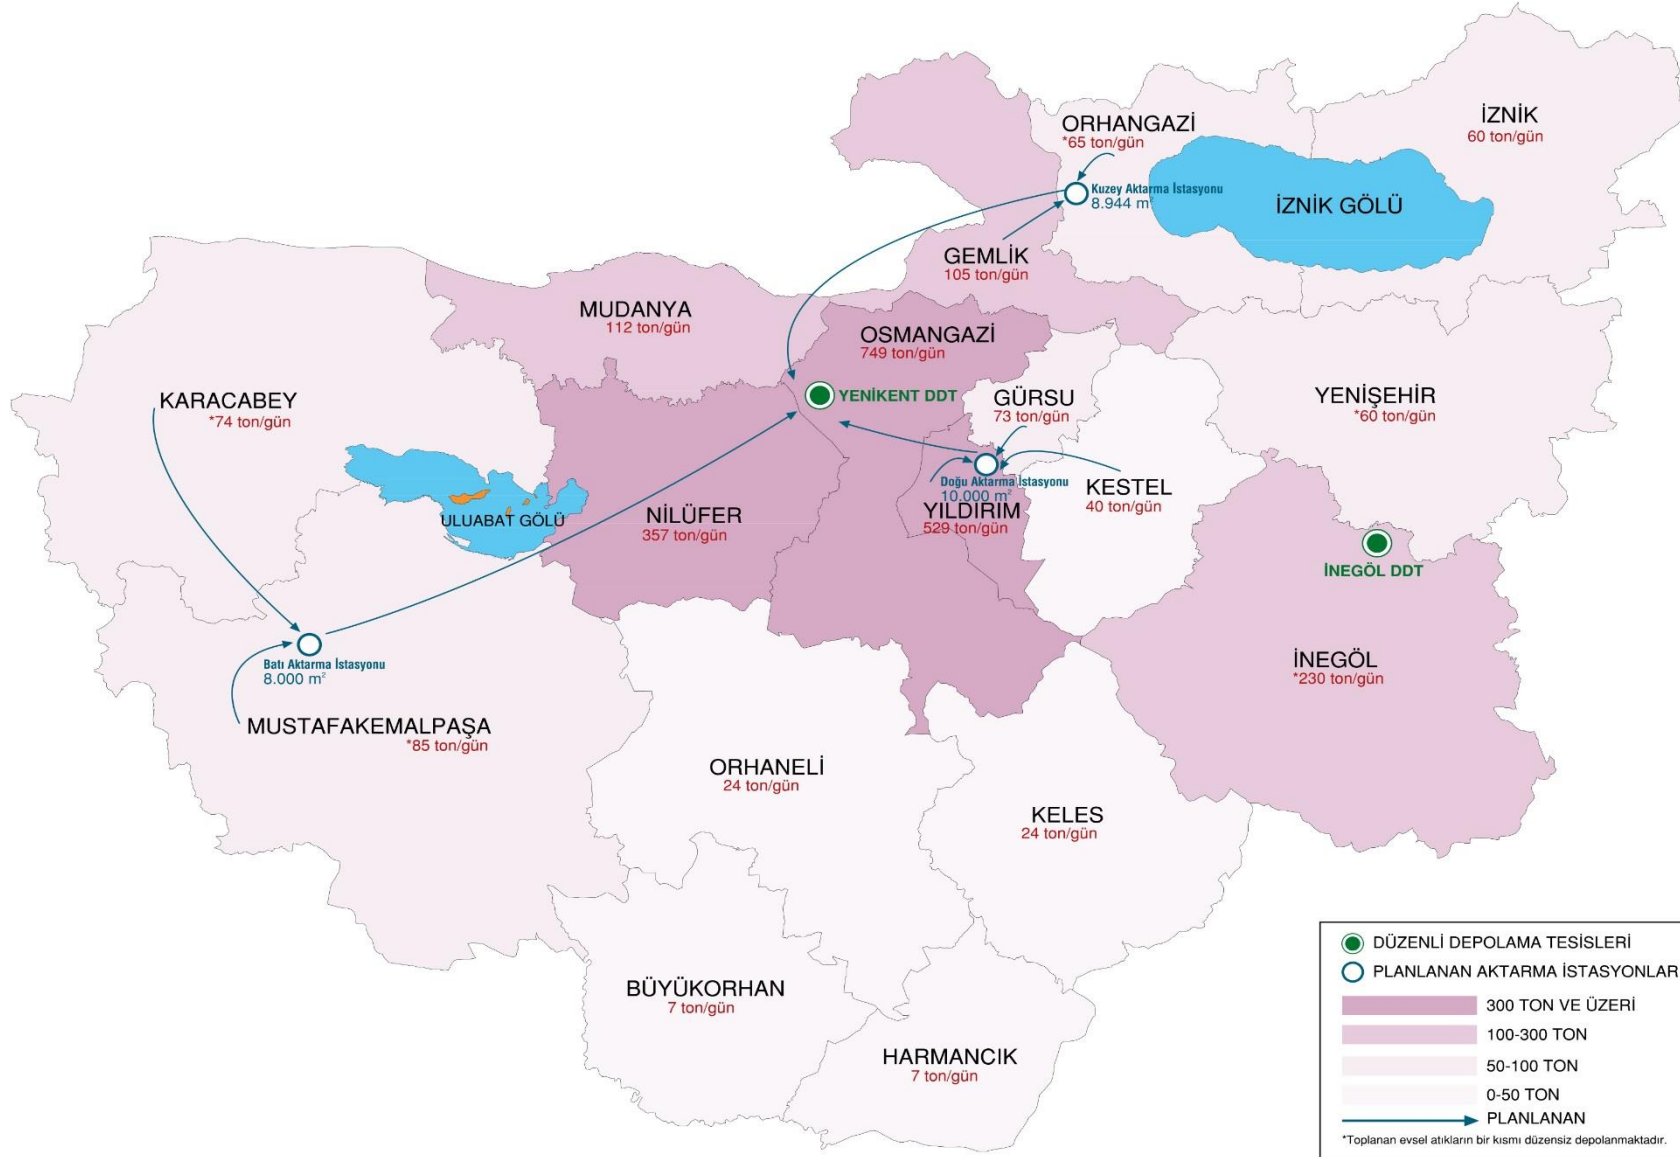 İZNİK
60 ton/gün
ORHANGAZİ
*65 ton/gün
Kuzey Aktarma İstasyonu
8.944 m²
İZNİK GÖLÜ
GEMLİK
105 ton/gün
MUDANYA
112 ton/gün
OSMANGAZİ
749 ton/gün
KARACABEY
*74 ton/gün
YENİKENT DDT
GÜRSU
73 ton/gün
YENİŞEHİR
*60 ton/gün
Doğu Aktarma İstasyonu
10.000 m²
KESTEL
40 ton/gün
ULUABAT GÖLÜ
NİLÜFER
357 ton/gün
YILDIRIM
529 ton/gün
İNEGÖL DDT
Batı Aktarma İstasyonu
8.000 m²
İNEGÖL
*230 ton/gün
MUSTAFAKEMALPAŞA
*85 ton/gün
ORHANELİ
24 ton/gün
KELES
24 ton/gün
BÜYÜKORHAN
7 ton/gün
HARMANCIK
7 ton/gün
DÜZENLİ DEPOLAMA TESİSLERİ
PLANLANAN AKTARMA İSTASYONLAR
300 TON VE ÜZERİ
100-300 TON
50-100 TON
0-50 TON
PLANLANAN
*Toplanan evsel atıkların bir kısmı düzensiz depolanmaktadır.